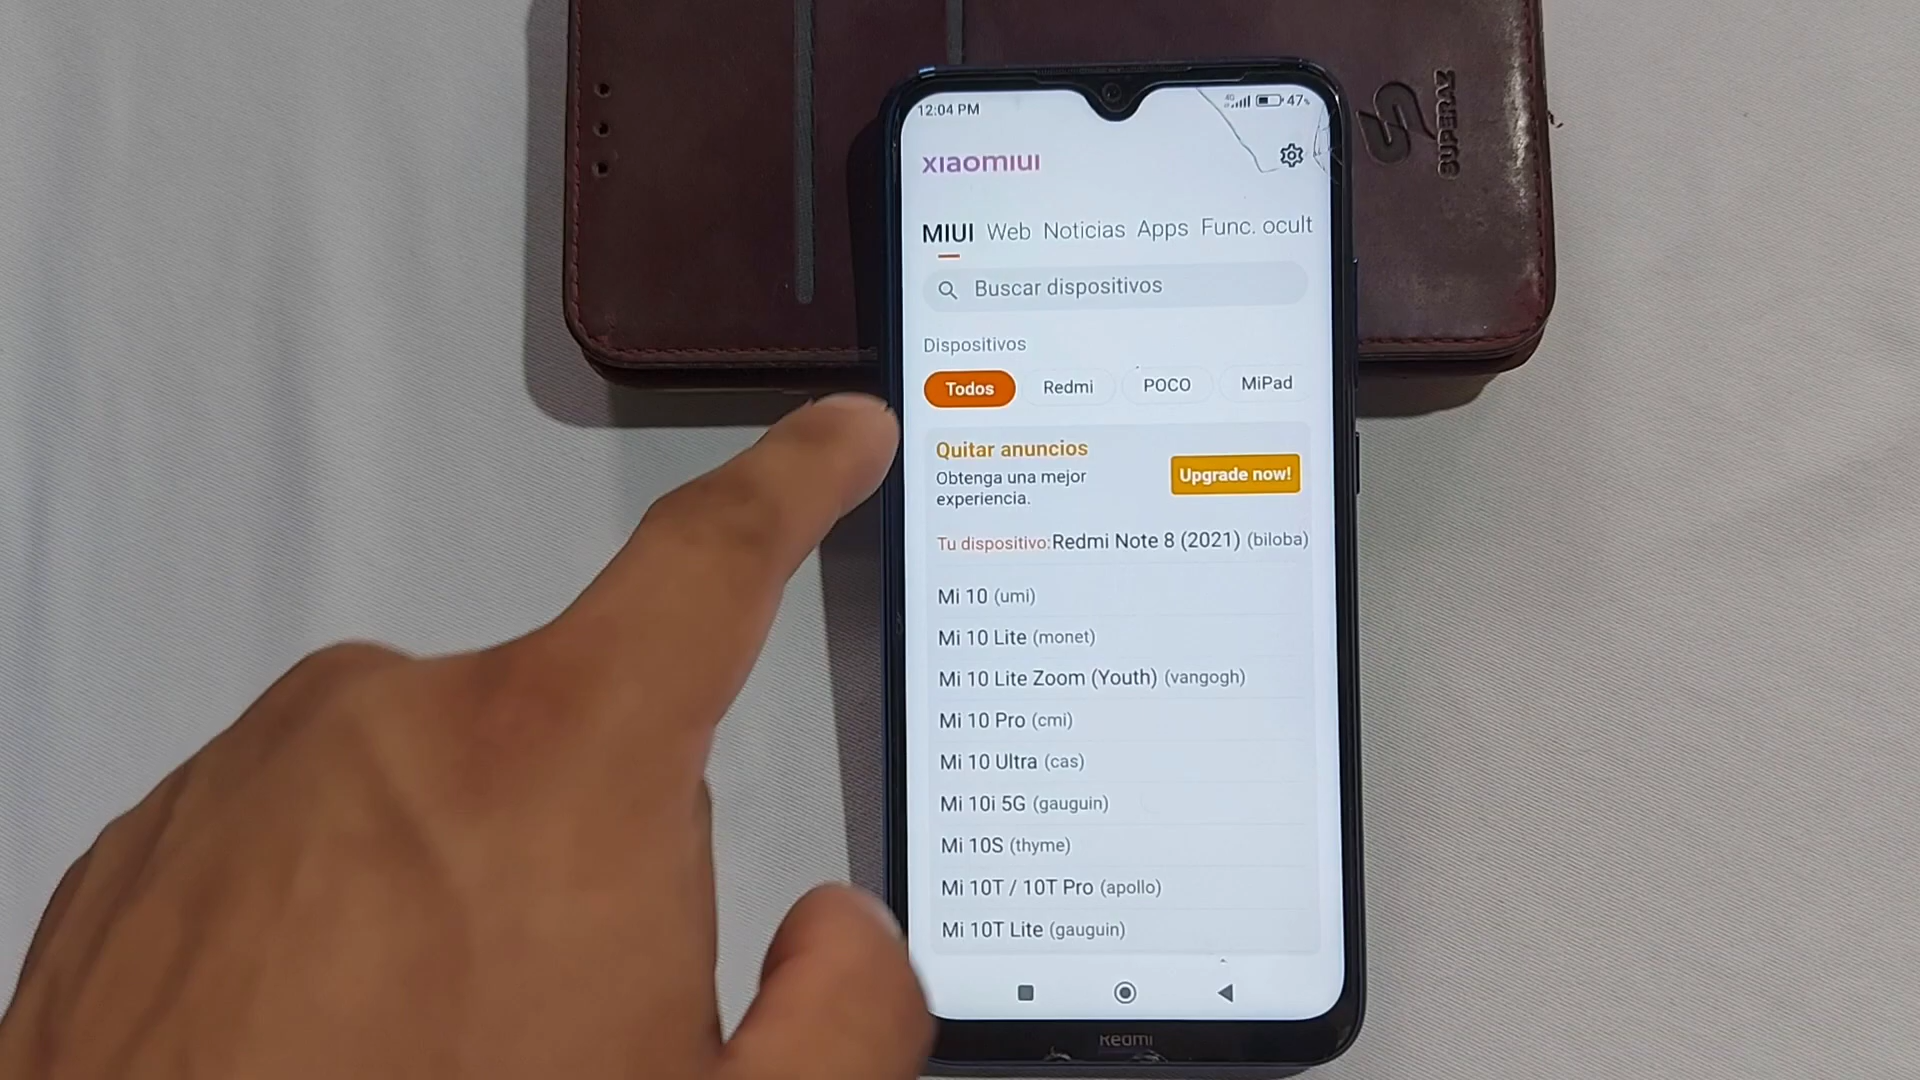 SUPERAZ
12:04 PM 4G 47%
xiaomiui
MIUI Web Noticias Apps Func. ocult
Buscar dispositivos
Dispositivos
Todos Redmi POCO MiPad
Quitar anuncios
Obtenga una mejor
experiencia.
Upgrade now!
Tu dispositivo:Redmi Note 8 (2021) (biloba)
Mi 10 (umi)
Mi 10 Lite (monet)
Mi 10 Lite Zoom (Youth) (vangogh)
Mi 10 Pro (cmi)
Mi 10 Ultra (cas)
Mi 10i 5G (gauguin)
Mi 10S (thyme)
Mi 10T / 10T Pro (apollo)
Mi 10T Lite (gauguin)
Redmi